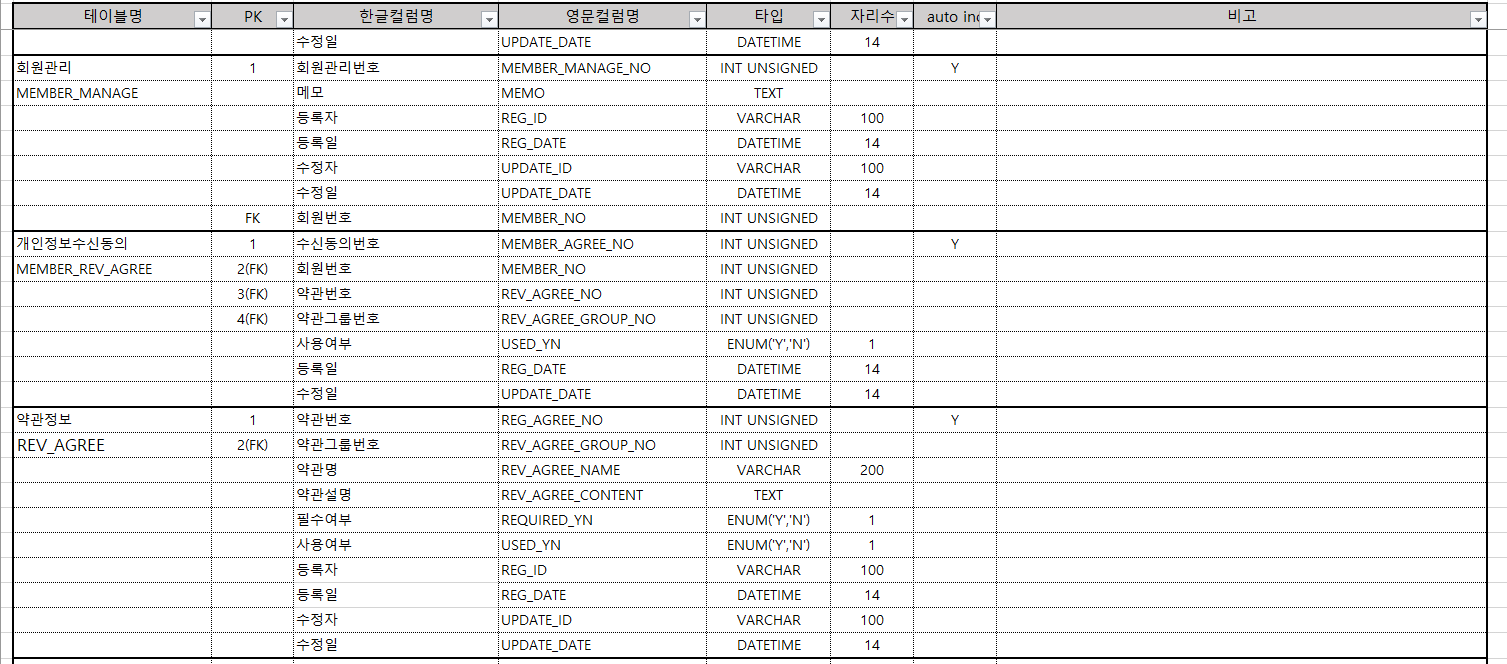 테이블명 PK 한글컬럼명 영문컬럼명 타입 자리수 auto inc 비고
수정일 UPDATE_DATE DATETIME 14
회원관리 1 회원관리번호 MEMBER_MANAGE_NO INT UNSIGNED Y
MEMBER_MANAGE 메모 MEMO TEXT
등록자 REG_ID VARCHAR 100
등록일 REG_DATE DATETIME 14
수정자 UPDATE_ID VARCHAR 100
수정일 UPDATE_DATE DATETIME 14
FK 회원번호 MEMBER_NO INT UNSIGNED
개인정보수신동의 1 수신동의번호 MEMBER_AGREE_NO INT UNSIGNED Y
MEMBER_REV_AGREE 2(FK) 회원번호 MEMBER_NO INT UNSIGNED
3(FK) 약관번호 REV_AGREE_NO INT UNSIGNED
4(FK) 약관그룹번호 REV_AGREE_GROUP_NO INT UNSIGNED
사용여부 USED_YN ENUM('Y','N') 1
등록일 REG_DATE DATETIME 14
수정일 UPDATE_DATE DATETIME 14
약관정보 1 약관번호 REG_AGREE_NO INT UNSIGNED Y
REV_AGREE 2(FK) 약관그룹번호 REV_AGREE_GROUP_NO INT UNSIGNED
약관명 REV_AGREE_NAME VARCHAR 200
약관설명 REV_AGREE_CONTENT TEXT
필수여부 REQUIRED_YN ENUM('Y','N') 1
사용여부 USED_YN ENUM('Y','N') 1
등록자 REG_ID VARCHAR 100
등록일 REG_DATE DATETIME 14
수정자 UPDATE_ID VARCHAR 100
수정일 UPDATE_DATE DATETIME 14